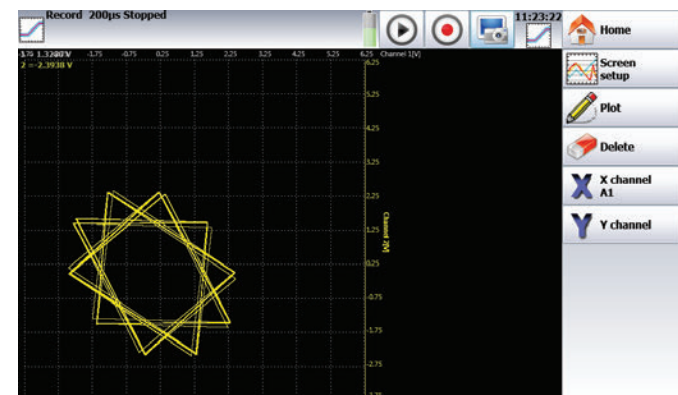 Record 200µs Stopped
11:23:22
Home
-1.75 -0.75 0.25 1.25 2.25 3.25 4.25 5.25 6.25 Channel 1[V]
2 =-2.3938 V
6.25
Screen
setup
5.25
Plot
4.25
Delete
3.25
X X channel
A1
2.25
Y Y channel
1.25
Channel 2[V]
0.25
-0.75
-1.75
-2.75